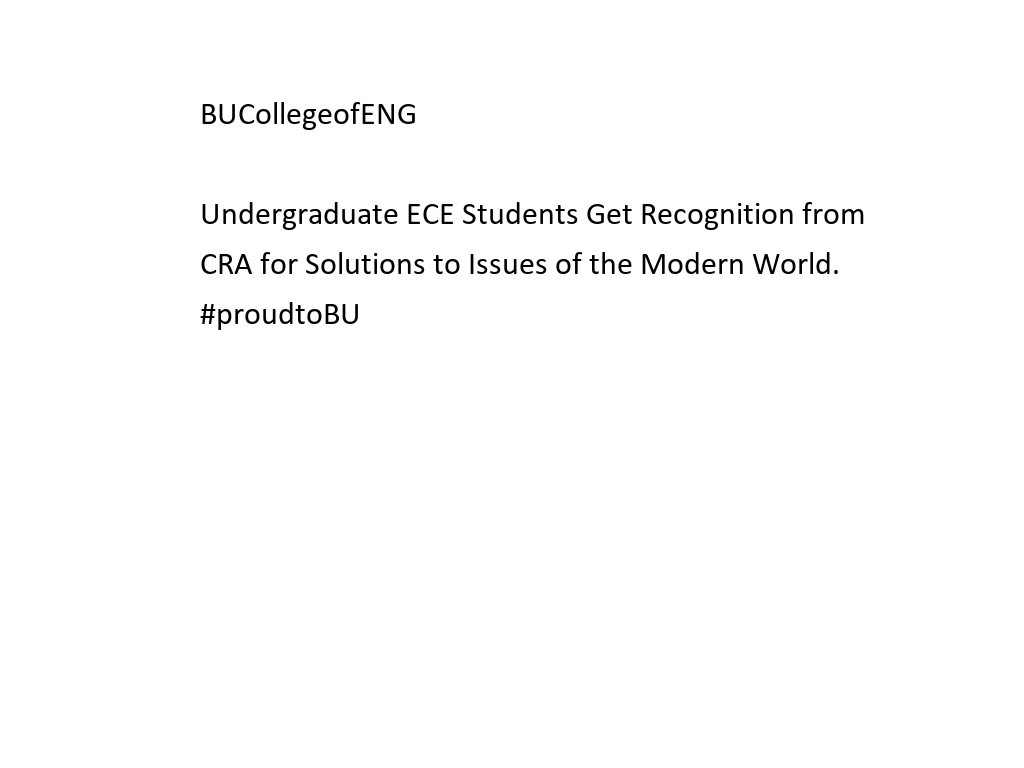 BUCollegeofENG
Undergraduate ECE Students Get Recognition from
CRA for Solutions to Issues of the Modern World.
#proudtoBU